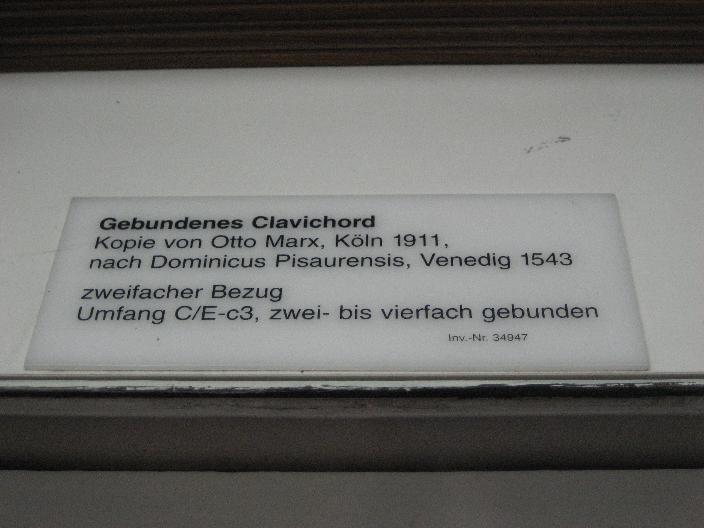 Gebundenes Clavichord
Kopie von Otto Marx, Köln 1911,
nach Dominicus Pisaurensis, Venedig 1543
zweifacher Bezug
Umfang C/E-c3, zwei- bis vierfach gebunden
Inv.-Nr. 34947